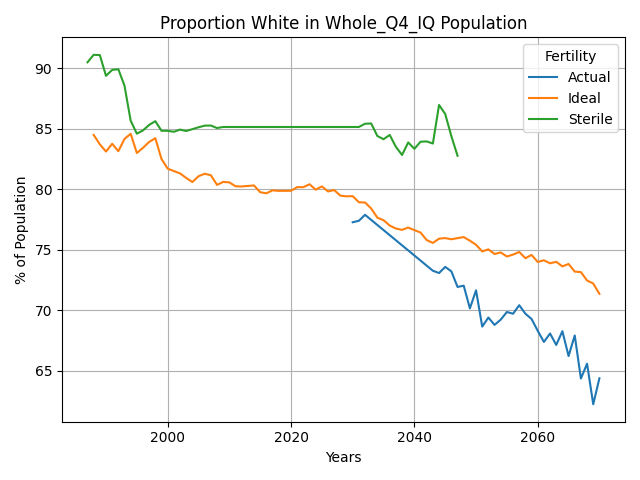 Proportion White in Whole_Q4_IQ Population
% of Population
90
85
80
75
70
65
Fertility
Actual
Ideal
Sterile
2000
2020
2040
2060
Years